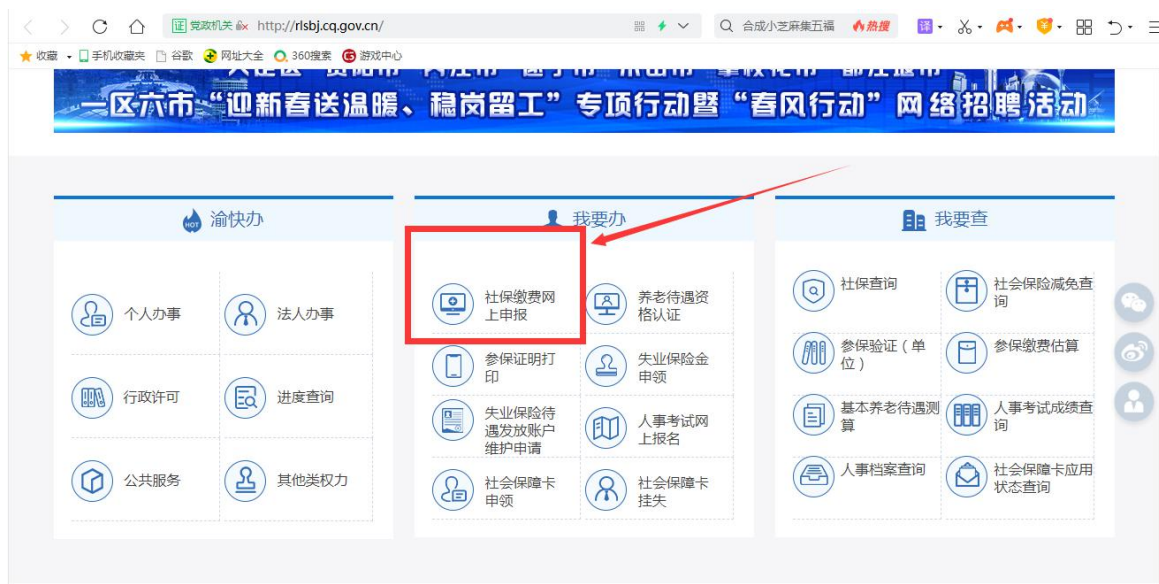 证 党政机关 http://rlsbj.cq.gov.cn/ 合成小芝麻集五福 热搜 译
收藏 手机收藏夹 谷歌 网址大全 360搜索 游戏中心
一区六市“迎新春送温暖、稳岗留工”专项行动暨“春风行动”网络招聘活动
HOT 渝快办
个人办事 法人办事
行政许可 进度查询
公共服务 其他类权力
我要办
社保缴费网
上申报
养老待遇资
格认证
参保证明打
印
失业保险金
申领
失业保险待
遇发放账户
维护申请
人事考试网
上报名
社会保障卡
申领
社会保障卡
挂失
我要查
社保查询
社会保险减免查
询
参保验证（单
位）
参保缴费估算
基本养老待遇测
算
人事考试成绩查
询
人事档案查询
社会保障卡应用
状态查询